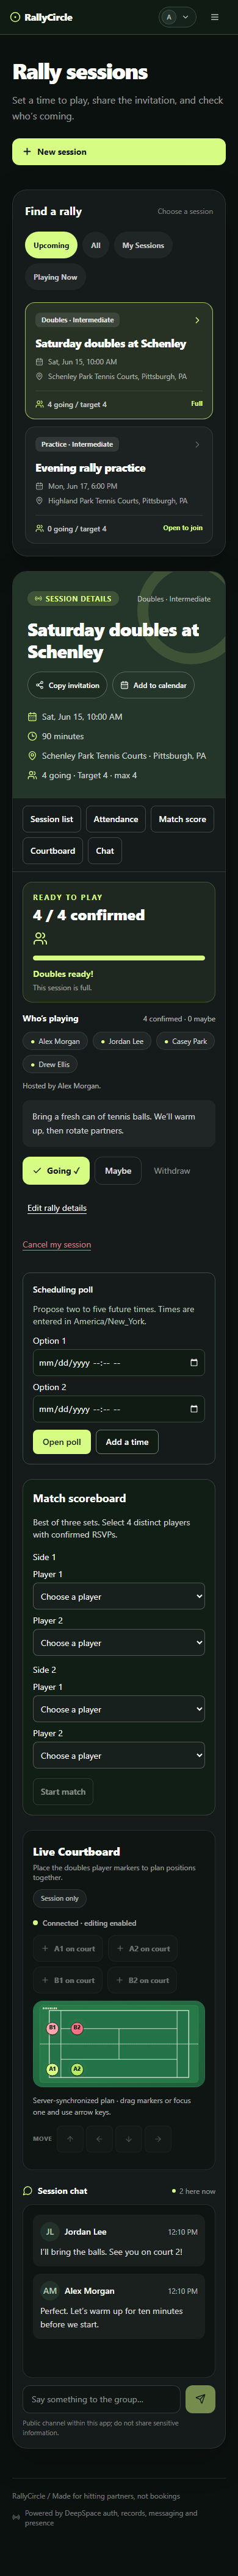 RallyCircle
A
Rally sessions
Set a time to play, share the invitation, and check
who's coming.
New session
Find a rally
Choose a session
Upcoming
All
My Sessions
Playing Now
Doubles · Intermediate
Saturday doubles at Schenley
Sat, Jun 15, 10:00 AM
Schenley Park Tennis Courts, Pittsburgh, PA
4 going / target 4
Full
Practice · Intermediate
Evening rally practice
Mon, Jun 17, 6:00 PM
Highland Park Tennis Courts, Pittsburgh, PA
0 going / target 4
Open to join
SESSION DETAILS
Doubles · Intermediate
Saturday doubles at
Schenley
Copy invitation
Add to calendar
Sat, Jun 15, 10:00 AM
90 minutes
Schenley Park Tennis Courts · Pittsburgh, PA
4 going · Target 4 · max 4
Session list
Attendance
Match score
Courtboard
Chat
READY TO PLAY
4 / 4 confirmed
Doubles ready!
This session is full.
Who's playing
4 confirmed · 0 maybe
Alex Morgan
Jordan Lee
Casey Park
Drew Ellis
Hosted by Alex Morgan.
Bring a fresh can of tennis balls. We'll warm
up, then rotate partners.
Going ✓
Maybe
Withdraw
Edit rally details
Cancel my session
Scheduling poll
Propose two to five future times. Times are
entered in America/New_York.
Option 1
mm/dd/yyyy --:-- --
Option 2
mm/dd/yyyy --:-- --
Open poll
Add a time
Match scoreboard
Best of three sets. Select 4 distinct players
with confirmed RSVPs.
Side 1
Player 1
Choose a player
Player 2
Choose a player
Side 2
Player 1
Choose a player
Player 2
Choose a player
Start match
Live Courtboard
Place the doubles player markers to plan positions
together.
Session only
Connected · editing enabled
A1 on court
A2 on court
B1 on court
B2 on court
B1
B2
A1
A2
Server-synchronized plan · drag markers or focus
one and use arrow keys.
MOVE
Session chat
2 here now
JL
Jordan Lee
12:10 PM
I'll bring the balls. See you on court 2!
AM
Alex Morgan
12:10 PM
Perfect. Let's warm up for ten minutes
before we start.
Say something to the group...
Public channel within this app; do not share sensitive
information.
RallyCircle / Made for hitting partners, not bookings
Powered by DeepSpace auth, records, messaging and
presence